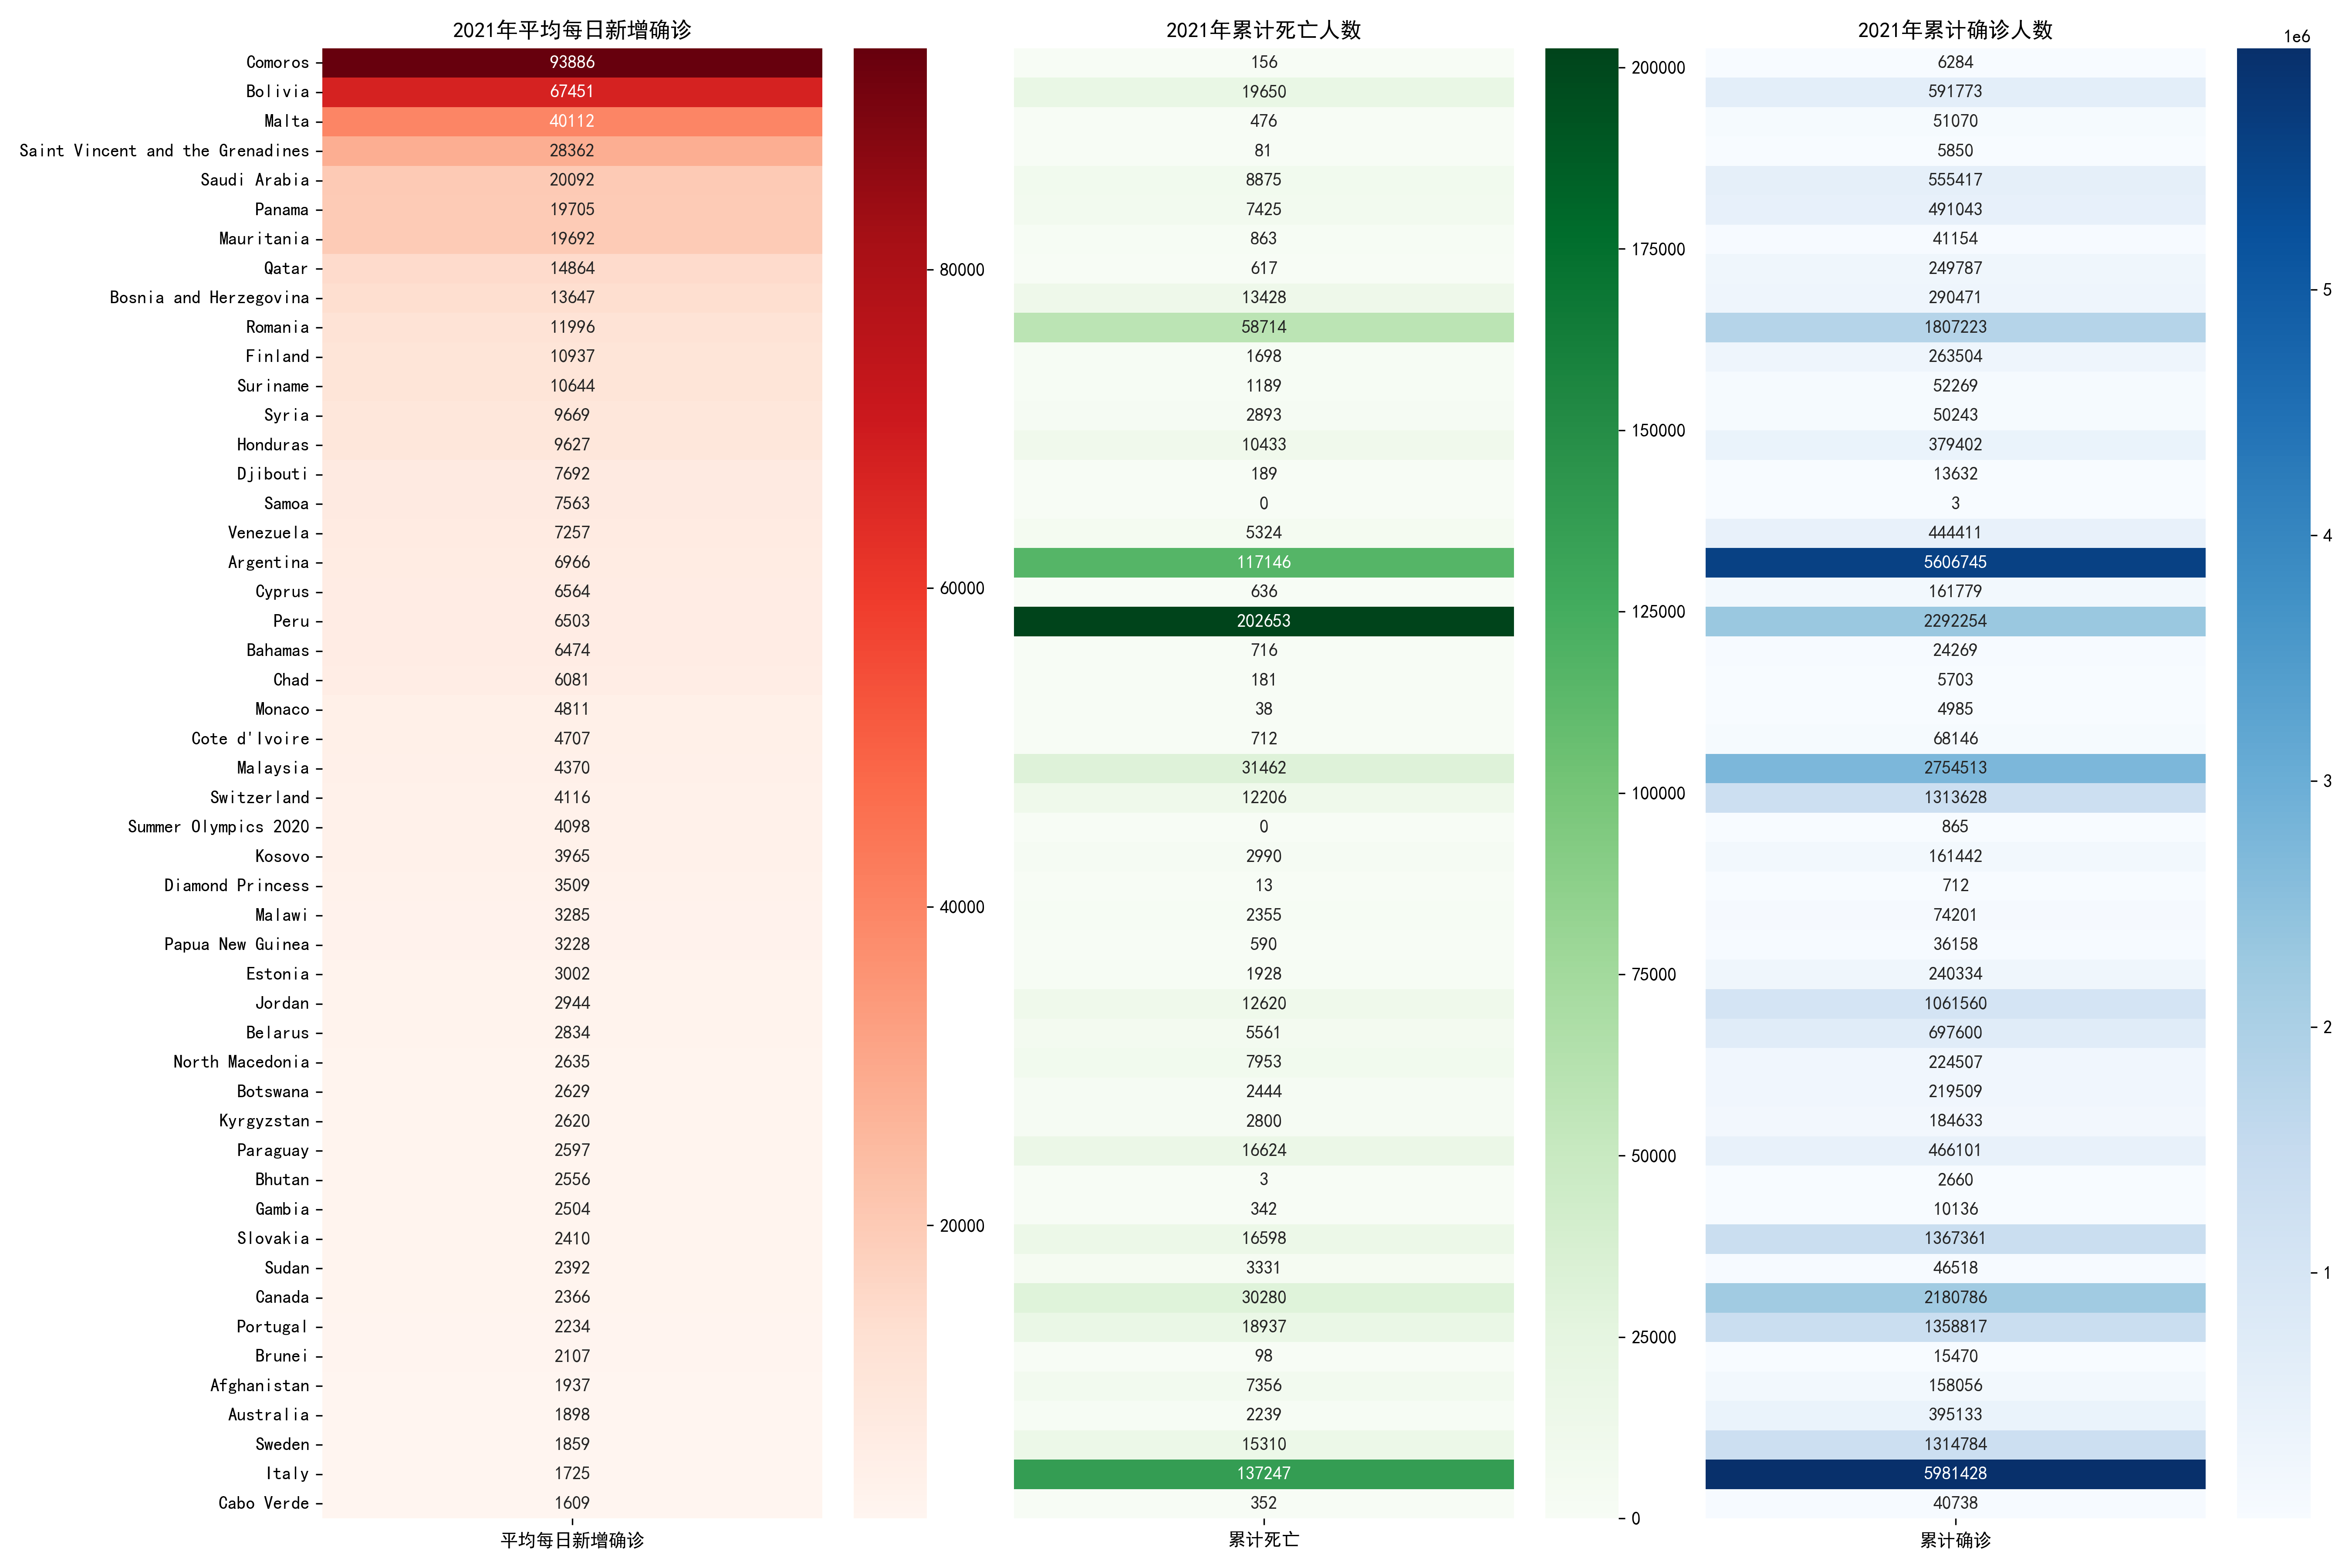 2021年平均每日新增确诊 2021年累计死亡人数 2021年累计确诊人数
1e6
Comoros 93886 156 6284
Bolivia 67451 19650 591773
Malta 40112 476 51070
Saint Vincent and the Grenadines 28362 81 5850
Saudi Arabia 20092 8875 555417
Panama 19705 7425 491043
Mauritania 19692 863 41154
Qatar 14864 617 249787
Bosnia and Herzegovina 13647 13428 290471
Romania 11996 58714 1807223
Finland 10937 1698 263504
Suriname 10644 1189 52269
Syria 9669 2893 50243
Honduras 9627 10433 379402
Djibouti 7692 189 13632
Samoa 7563 0 3
Venezuela 7257 5324 444411
Argentina 6966 117146 5606745
Cyprus 6564 636 161779
Peru 6503 202653 2292254
Bahamas 6474 716 24269
Chad 6081 181 5703
Monaco 4811 38 4985
Cote d'Ivoire 4707 712 68146
Malaysia 4370 31462 2754513
Switzerland 4116 12206 1313628
Summer Olympics 2020 4098 0 865
Kosovo 3965 2990 161442
Diamond Princess 3509 13 712
Malawi 3285 2355 74201
Papua New Guinea 3228 590 36158
Estonia 3002 1928 240334
Jordan 2944 12620 1061560
Belarus 2834 5561 697600
North Macedonia 2635 7953 224507
Botswana 2629 2444 219509
Kyrgyzstan 2620 2800 184633
Paraguay 2597 16624 466101
Bhutan 2556 3 2660
Gambia 2504 342 10136
Slovakia 2410 16598 1367361
Sudan 2392 3331 46518
Canada 2366 30280 2180786
Portugal 2234 18937 1358817
Brunei 2107 98 15470
Afghanistan 1937 7356 158056
Australia 1898 2239 395133
Sweden 1859 15310 1314784
Italy 1725 137247 5981428
Cabo Verde 1609 352 40738
平均每日新增确诊 累计死亡 累计确诊
80000
60000
40000
20000
200000
175000
150000
125000
100000
75000
50000
25000
0
5
4
3
2
1